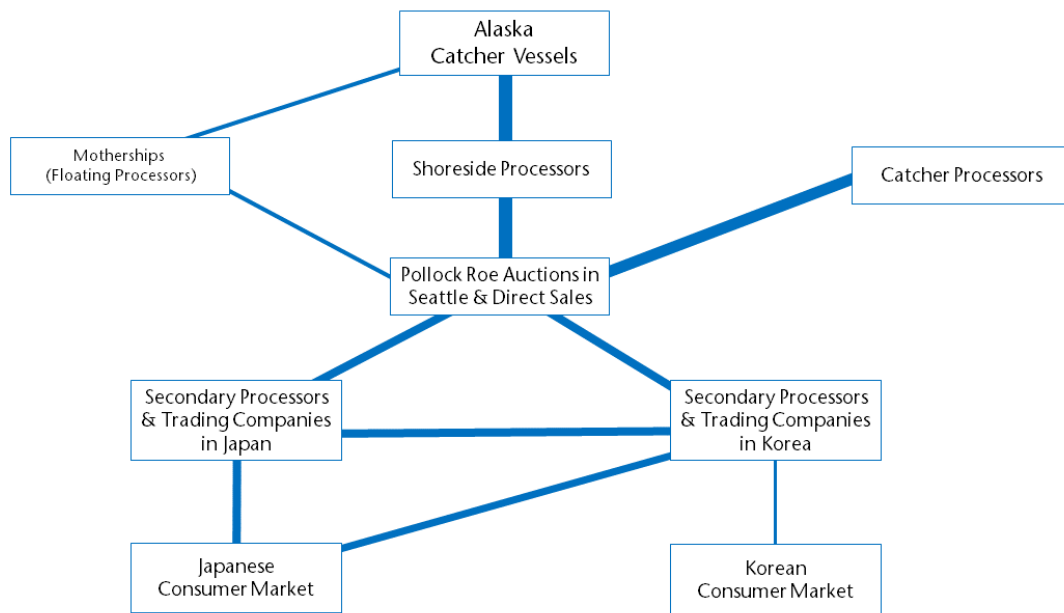 Alaska
Catcher Vessels
Motherships
(Floating Processors)
Shoreside Processors
Catcher Processors
Pollock Roe Auctions in
Seattle & Direct Sales
Secondary Processors
& Trading Companies
in Japan
Secondary Processors
& Trading Companies
in Korea
Japanese
Consumer Market
Korean
Consumer Market